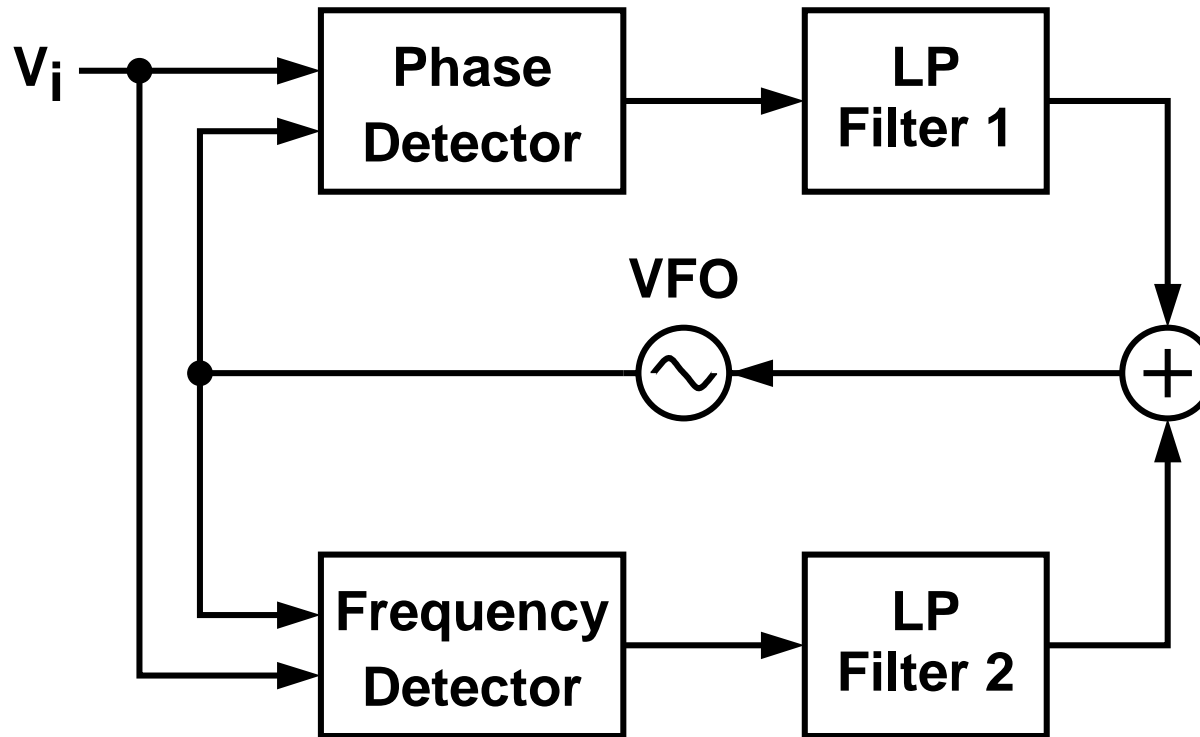 Vi
Phase
Detector
LP
Filter 1
VFO
Frequency
Detector
LP
Filter 2